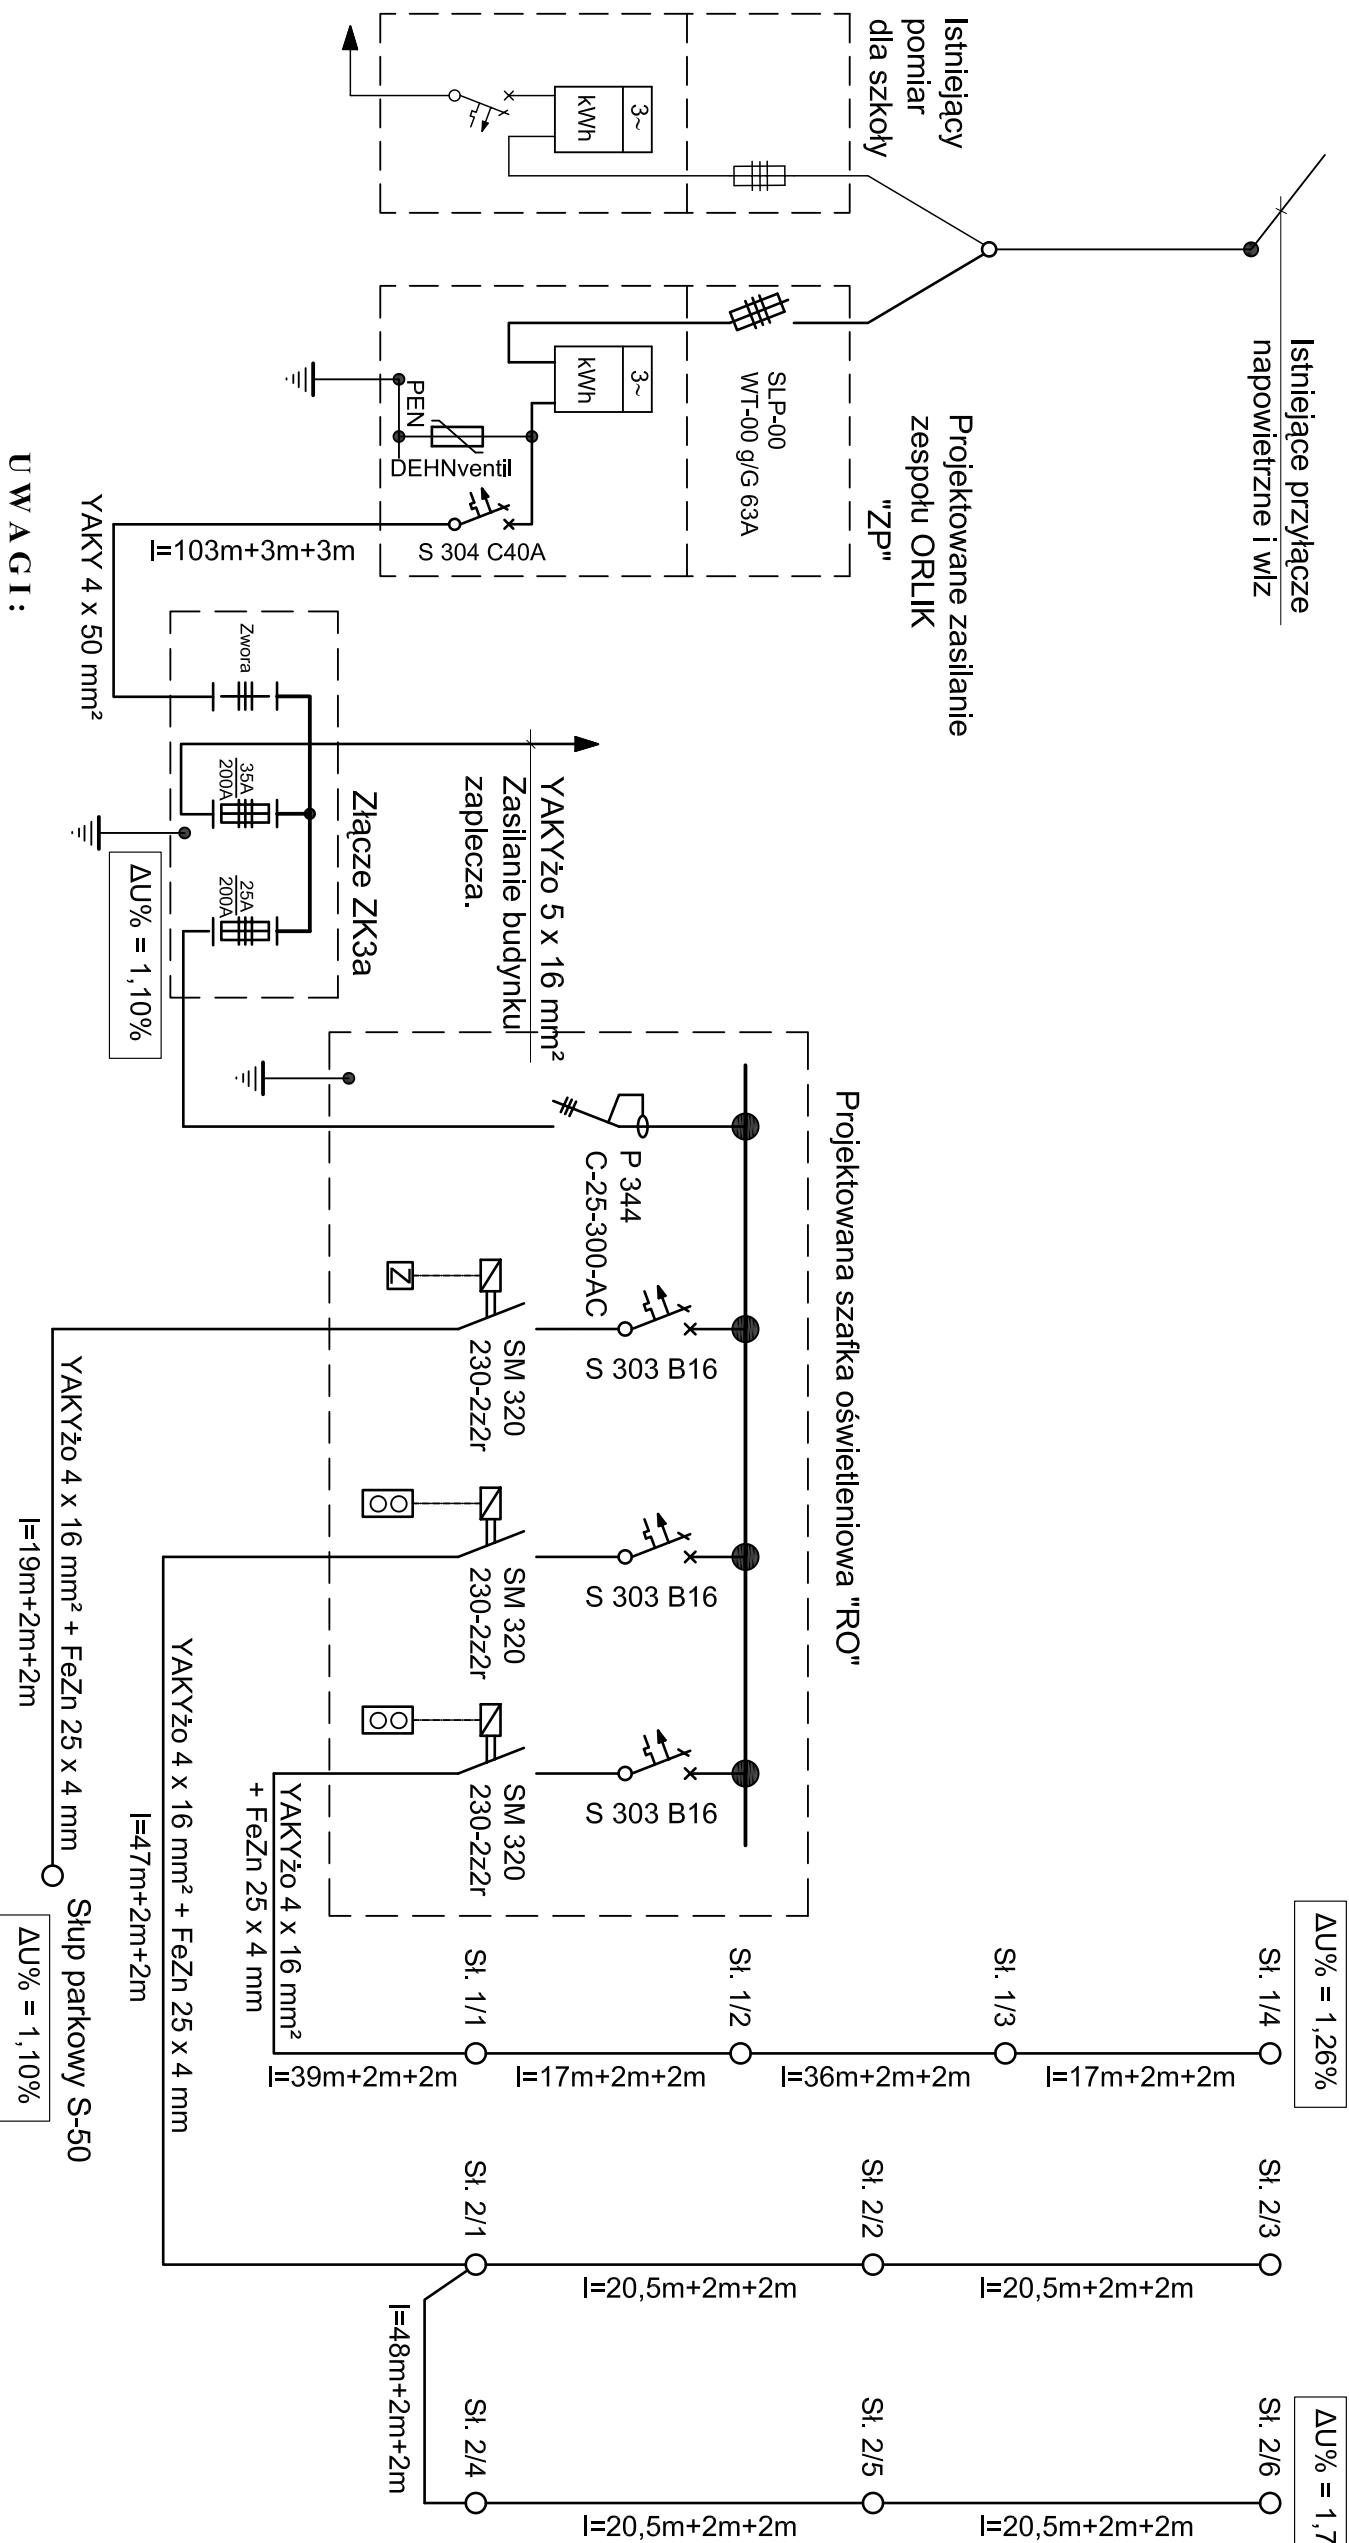 Istniejące przyłącze
napowietrzne i wlz
Istniejący
pomiar
dla szkoły
3~
kWh
Projektowane zasilanie
zespołu ORLIK
"ZP"
SLP-00
WT-00 g/G 63A
3~
kWh
PEN
DEHNventil
S 304 C40A
l=103m+3m+3m
YAKY 4 x 50 mm²
UWAGI:
Złącze ZK3a
Zwora
35A
200A
25A
200A
ΔU% = 1,10%
YAKYżo 5 x 16 mm²
Zasilanie budynku
zaplecza.
Projektowana szafka oświetleniowa "RO"
P 344
C-25-300-AC
S 303 B16
SM 320
230-2z2r
Z
S 303 B16
SM 320
230-2z2r
S 303 B16
SM 320
230-2z2r
YAKYżo 4 x 16 mm² + FeZn 25 x 4 mm
l=19m+2m+2m
Słup parkowy S-50
ΔU% = 1,10%
YAKYżo 4 x 16 mm² + FeZn 25 x 4 mm
l=47m+2m+2m
YAKYżo 4 x 16 mm²
+ FeZn 25 x 4 mm
ΔU% = 1,26%
Sł. 1/4
l=17m+2m+2m
Sł. 1/3
l=36m+2m+2m
Sł. 1/2
l=17m+2m+2m
Sł. 1/1
l=39m+2m+2m
Sł. 2/3
l=20,5m+2m+2m
Sł. 2/2
l=20,5m+2m+2m
Sł. 2/1
l=48m+2m+2m
ΔU% = 1,7
Sł. 2/6
l=20,5m+2m+2m
Sł. 2/5
l=20,5m+2m+2m
Sł. 2/4